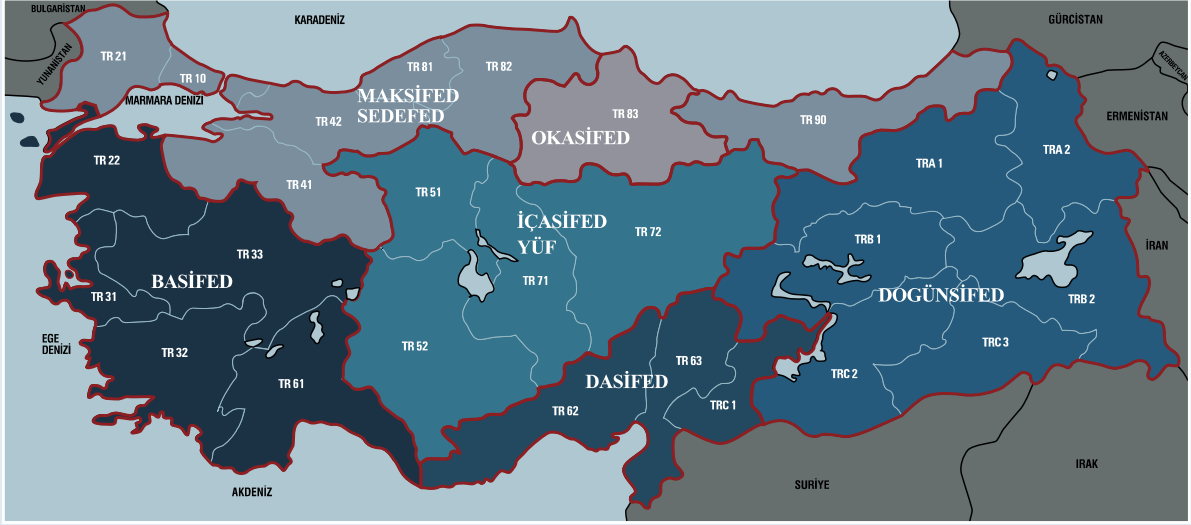 BULGARİSTAN
KARADENİZ
GÜRCİSTAN
YUNANİSTAN
TR 21
TR 10
TR 81
TR 82
AZERBEYCAN
MARMARA DENİZİ
MAKSİFED
SEDEFED
TR 42
TR 83
OKASİFED
TR 90
ERMENİSTAN
TR 22
TRA 1
TRA 2
TR 41
TR 51
İÇASİFED
YÜF
TR 72
TRB 1
İRAN
TR 33
BASİFED
TR 71
TR 31
DOGÜNSİFED
TRB 2
EGE
DENİZİ
TR 32
TR 52
TRC 3
TR 63
TRC 2
TR 61
DASİFED
TR 62
TRC 1
AKDENİZ
SURİYE
IRAK